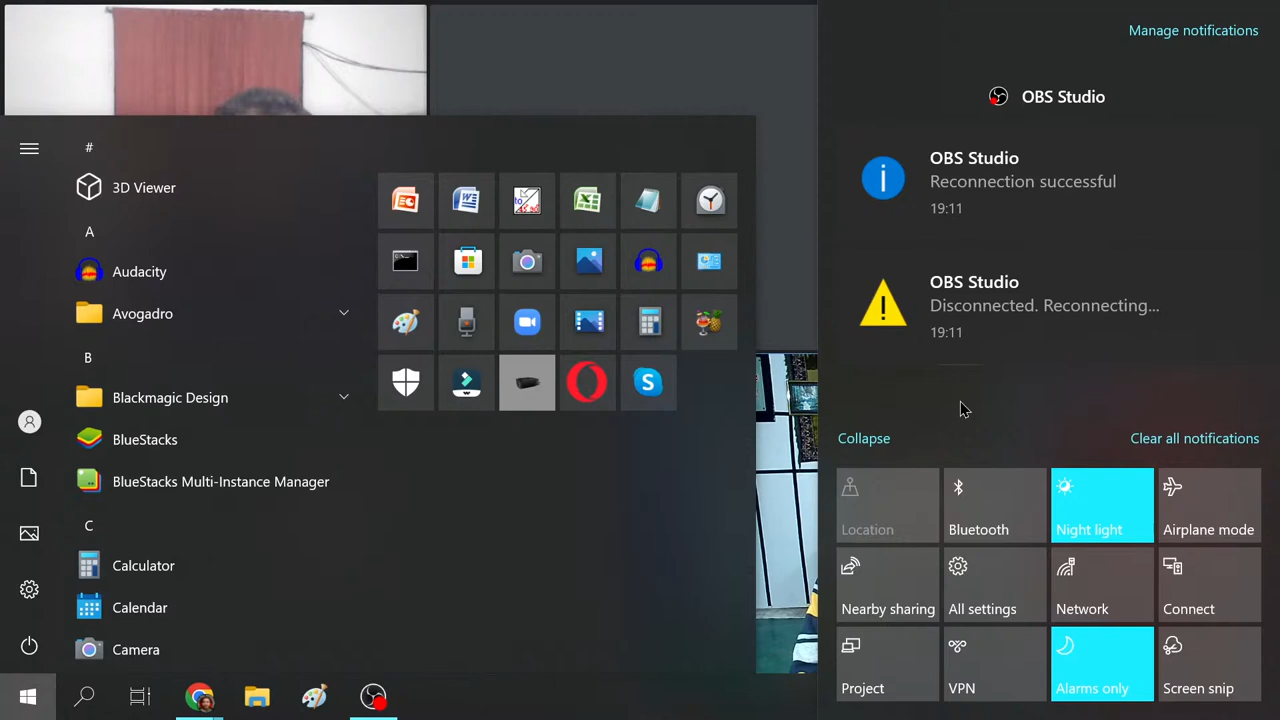 #
3D Viewer
A
Audacity
Avogadro
B
Blackmagic Design
BlueStacks
BlueStacks Multi-Instance Manager
C
Calculator
Calendar
Camera
Manage notifications
OBS Studio
OBS Studio
Reconnection successful
19:11
OBS Studio
Disconnected. Reconnecting...
19:11
Collapse
Clear all notifications
Location
Bluetooth
Night light
Airplane mode
Nearby sharing
All settings
Network
Connect
Project
VPN
Alarms only
Screen snip